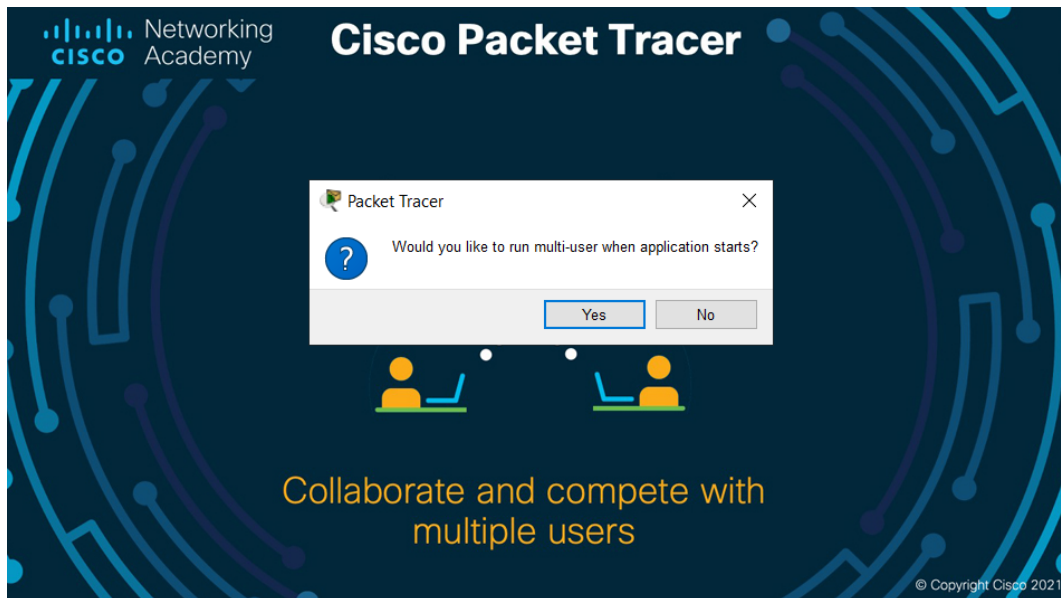 Networking
CISCO Academy
Cisco Packet Tracer
Packet Tracer
Would you like to run multi-user when application starts?
Yes No
Collaborate and compete with
multiple users
© Copyright Cisco 2021